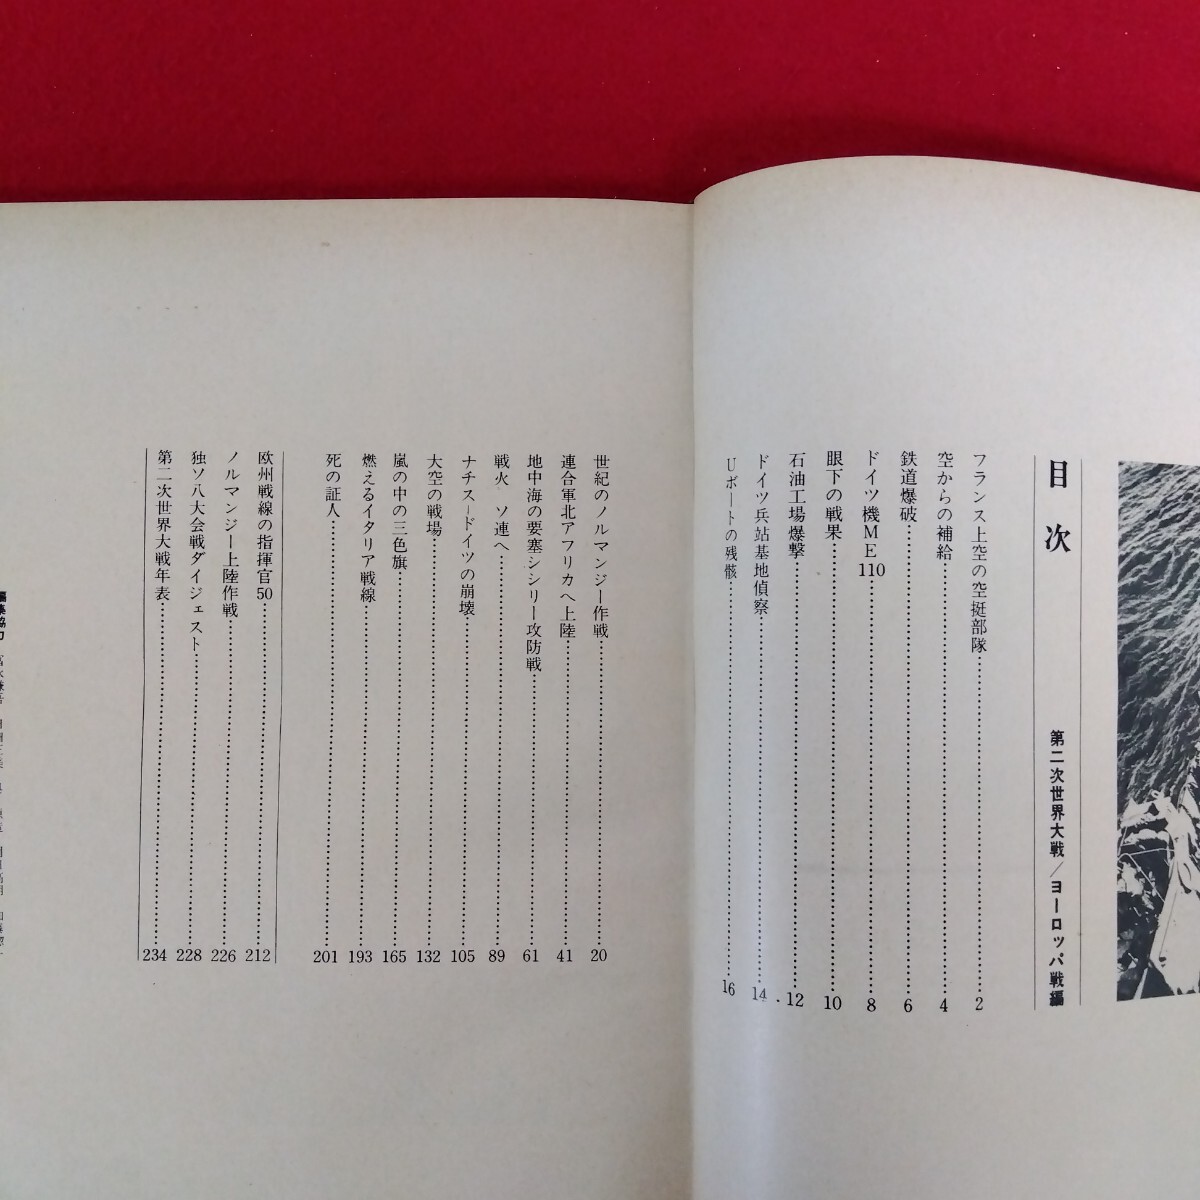 目次
第二次世界大戦/ヨーロッパ戦編
フランス上空の空挺部隊……2
空からの補給……4
鉄道爆破……6
ドイツ機ME110……8
眼下の戦果……10
石油工場爆撃……12
ドイツ兵站基地偵察……14
Uボートの残骸……16
世紀のノルマンジー作戦……20
連合軍北アフリカへ上陸……41
地中海の要塞シシリー攻防戦……61
戦火 ソ連へ……89
ナチス=ドイツの崩壊……105
大空の戦場……132
嵐の中の三色旗……165
燃えるイタリア戦線……193
死の証人……201
欧州戦線の指揮官50……212
ノルマンジー上陸作戦……226
独ソ八大会戦ダイジェスト……228
第二次世界大戦年表……234
編集協力